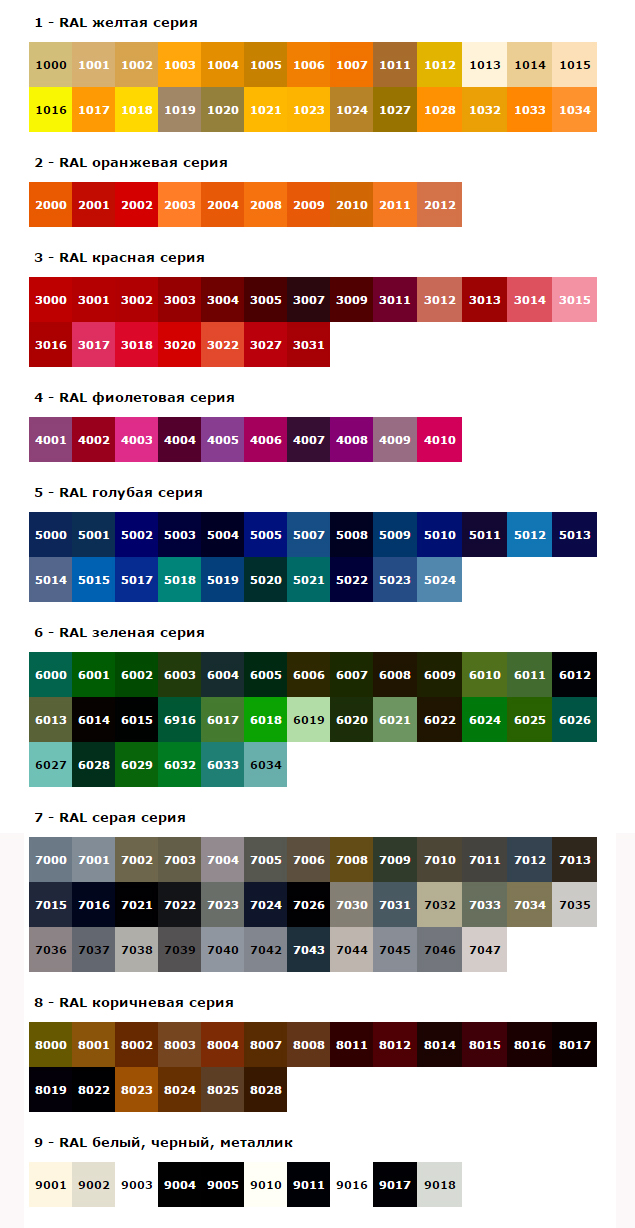 1 - RAL желтая серия
1000 1001 1002 1003 1004 1005 1006 1007 1011 1012 1013 1014 1015
1016 1017 1018 1019 1020 1021 1023 1024 1027 1028 1032 1033 1034
2 - RAL оранжевая серия
2000 2001 2002 2003 2004 2008 2009 2010 2011 2012
3 - RAL красная серия
3000 3001 3002 3003 3004 3005 3007 3009 3011 3012 3013 3014 3015
3016 3017 3018 3020 3022 3027 3031
4 - RAL фиолетовая серия
4001 4002 4003 4004 4005 4006 4007 4008 4009 4010
5 - RAL голубая серия
5000 5001 5002 5003 5004 5005 5007 5008 5009 5010 5011 5012 5013
5014 5015 5017 5018 5019 5020 5021 5022 5023 5024
6 - RAL зеленая серия
6000 6001 6002 6003 6004 6005 6006 6007 6008 6009 6010 6011 6012
6013 6014 6015 6916 6017 6018 6019 6020 6021 6022 6024 6025 6026
6027 6028 6029 6032 6033 6034
7 - RAL серая серия
7000 7001 7002 7003 7004 7005 7006 7008 7009 7010 7011 7012 7013
7015 7016 7021 7022 7023 7024 7026 7030 7031 7032 7033 7034 7035
7036 7037 7038 7039 7040 7042 7043 7044 7045 7046 7047
8 - RAL коричневая серия
8000 8001 8002 8003 8004 8007 8008 8011 8012 8014 8015 8016 8017
8019 8022 8023 8024 8025 8028
9 - RAL белый, черный, металлик
9001 9002 9003 9004 9005 9010 9011 9016 9017 9018